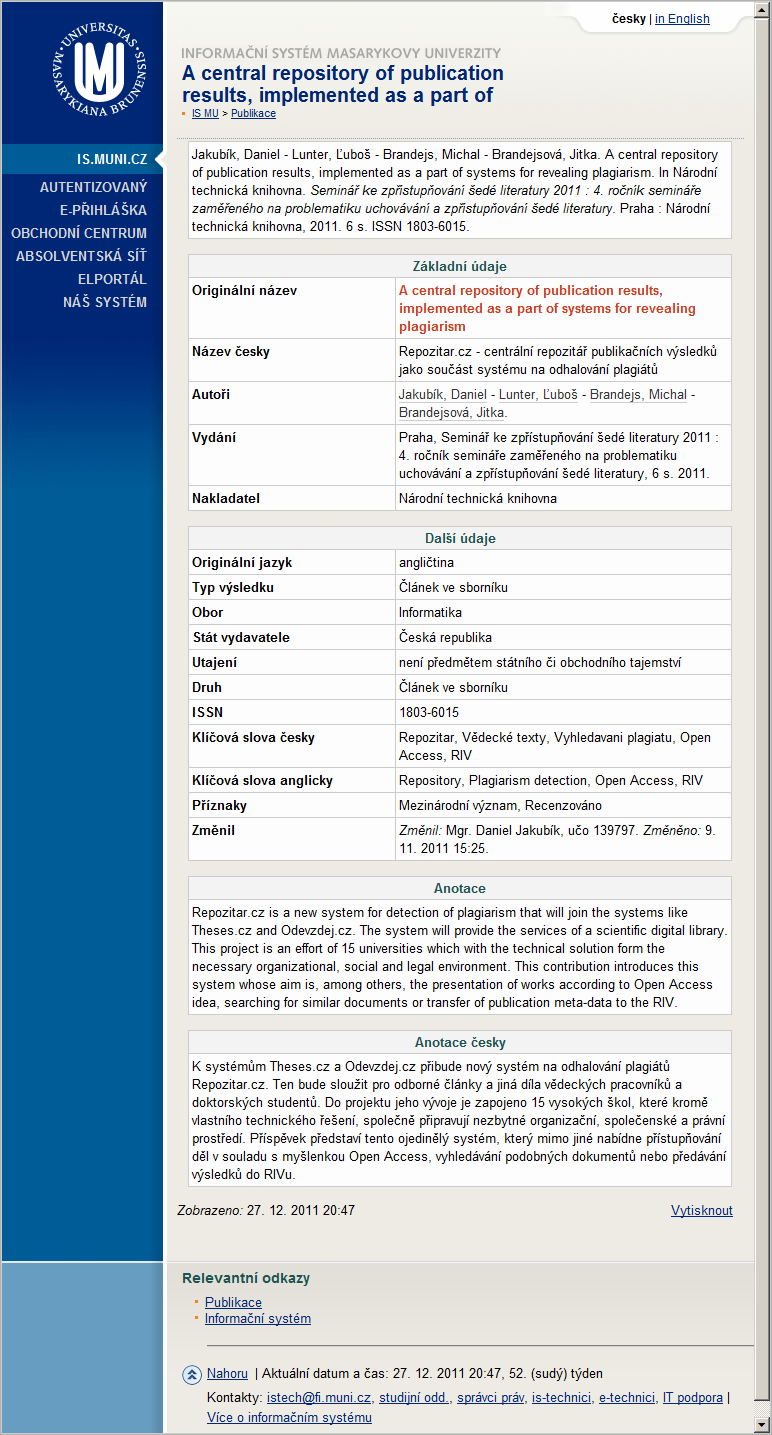 česky | in English
UNIVERSITAS MASARYKIANA BRUNENSIS
INFORMAČNÍ SYSTÉM MASARYKOVY UNIVERZITY
A central repository of publication
results, implemented as a part of
IS MU > Publikace
IS.MUNI.CZ
AUTENTIZOVANÝ
E-PŘIHLÁŠKA
OBCHODNÍ CENTRUM
ABSOLVENTSKÁ SÍŤ
ELPORTÁL
NÁŠ SYSTÉM
Jakubík, Daniel - Lunter, Ľuboš - Brandejs, Michal - Brandejsová, Jitka. A central repository
of publication results, implemented as a part of systems for revealing plagiarism. In Národní
technická knihovna. Seminář ke zpřístupňování šedé literatury 2011 : 4. ročník semináře
zaměřeného na problematiku uchovávání a zpřístupňování šedé literatury. Praha : Národní
technická knihovna, 2011. 6 s. ISSN 1803-6015.
Základní údaje
Originální název A central repository of publication results,
implemented as a part of systems for revealing
plagiarism
Název česky Repozitar.cz - centrální repozitář publikačních výsledků
jako součást systému na odhalování plagiátů
Autoři Jakubík, Daniel - Lunter, Ľuboš - Brandejs, Michal -
Brandejsová, Jitka.
Vydání Praha, Seminář ke zpřístupňování šedé literatury 2011 :
4. ročník semináře zaměřeného na problematiku
uchovávání a zpřístupňování šedé literatury, 6 s. 2011.
Nakladatel Národní technická knihovna
Další údaje
Originální jazyk angličtina
Typ výsledku Článek ve sborníku
Obor Informatika
Stát vydavatele Česká republika
Utajení není předmětem státního či obchodního tajemství
Druh Článek ve sborníku
ISSN 1803-6015
Klíčová slova česky Repozitar, Vědecké texty, Vyhledavani plagiatu, Open
Access, RIV
Klíčová slova anglicky Repository, Plagiarism detection, Open Access, RIV
Příznaky Mezinárodní význam, Recenzováno
Změnil Změnil: Mgr. Daniel Jakubík, učo 139797. Změněno: 9.
11. 2011 15:25.
Anotace
Repozitar.cz is a new system for detection of plagiarism that will join the systems like
Theses.cz and Odevzdej.cz. The system will provide the services of a scientific digital library.
This project is an effort of 15 universities which with the technical solution form the
necessary organizational, social and legal environment. This contribution introduces this
system whose aim is, among others, the presentation of works according to Open Access
idea, searching for similar documents or transfer of publication meta-data to the RIV.
Anotace česky
K systémům Theses.cz a Odevzdej.cz přibude nový systém na odhalování plagiátů
Repozitar.cz. Ten bude sloužit pro odborné články a jiná díla vědeckých pracovníků a
doktorských studentů. Do projektu jeho vývoje je zapojeno 15 vysokých škol, které kromě
vlastního technického řešení, společně připravují nezbytné organizační, společenské a právní
prostředí. Příspěvek představí tento ojedinělý systém, který mimo jiné nabídne přístupňování
děl v souladu s myšlenkou Open Access, vyhledávání podobných dokumentů nebo předávání
výsledků do RIVu.
Zobrazeno: 27. 12. 2011 20:47 Vytisknout
Relevantní odkazy
Publikace
Informační systém
Nahoru | Aktuální datum a čas: 27. 12. 2011 20:47, 52. (sudý) týden
Kontakty: istech@fi.muni.cz, studijní odd., správci práv, is-technici, e-technici, IT podpora |
Více o informačním systému